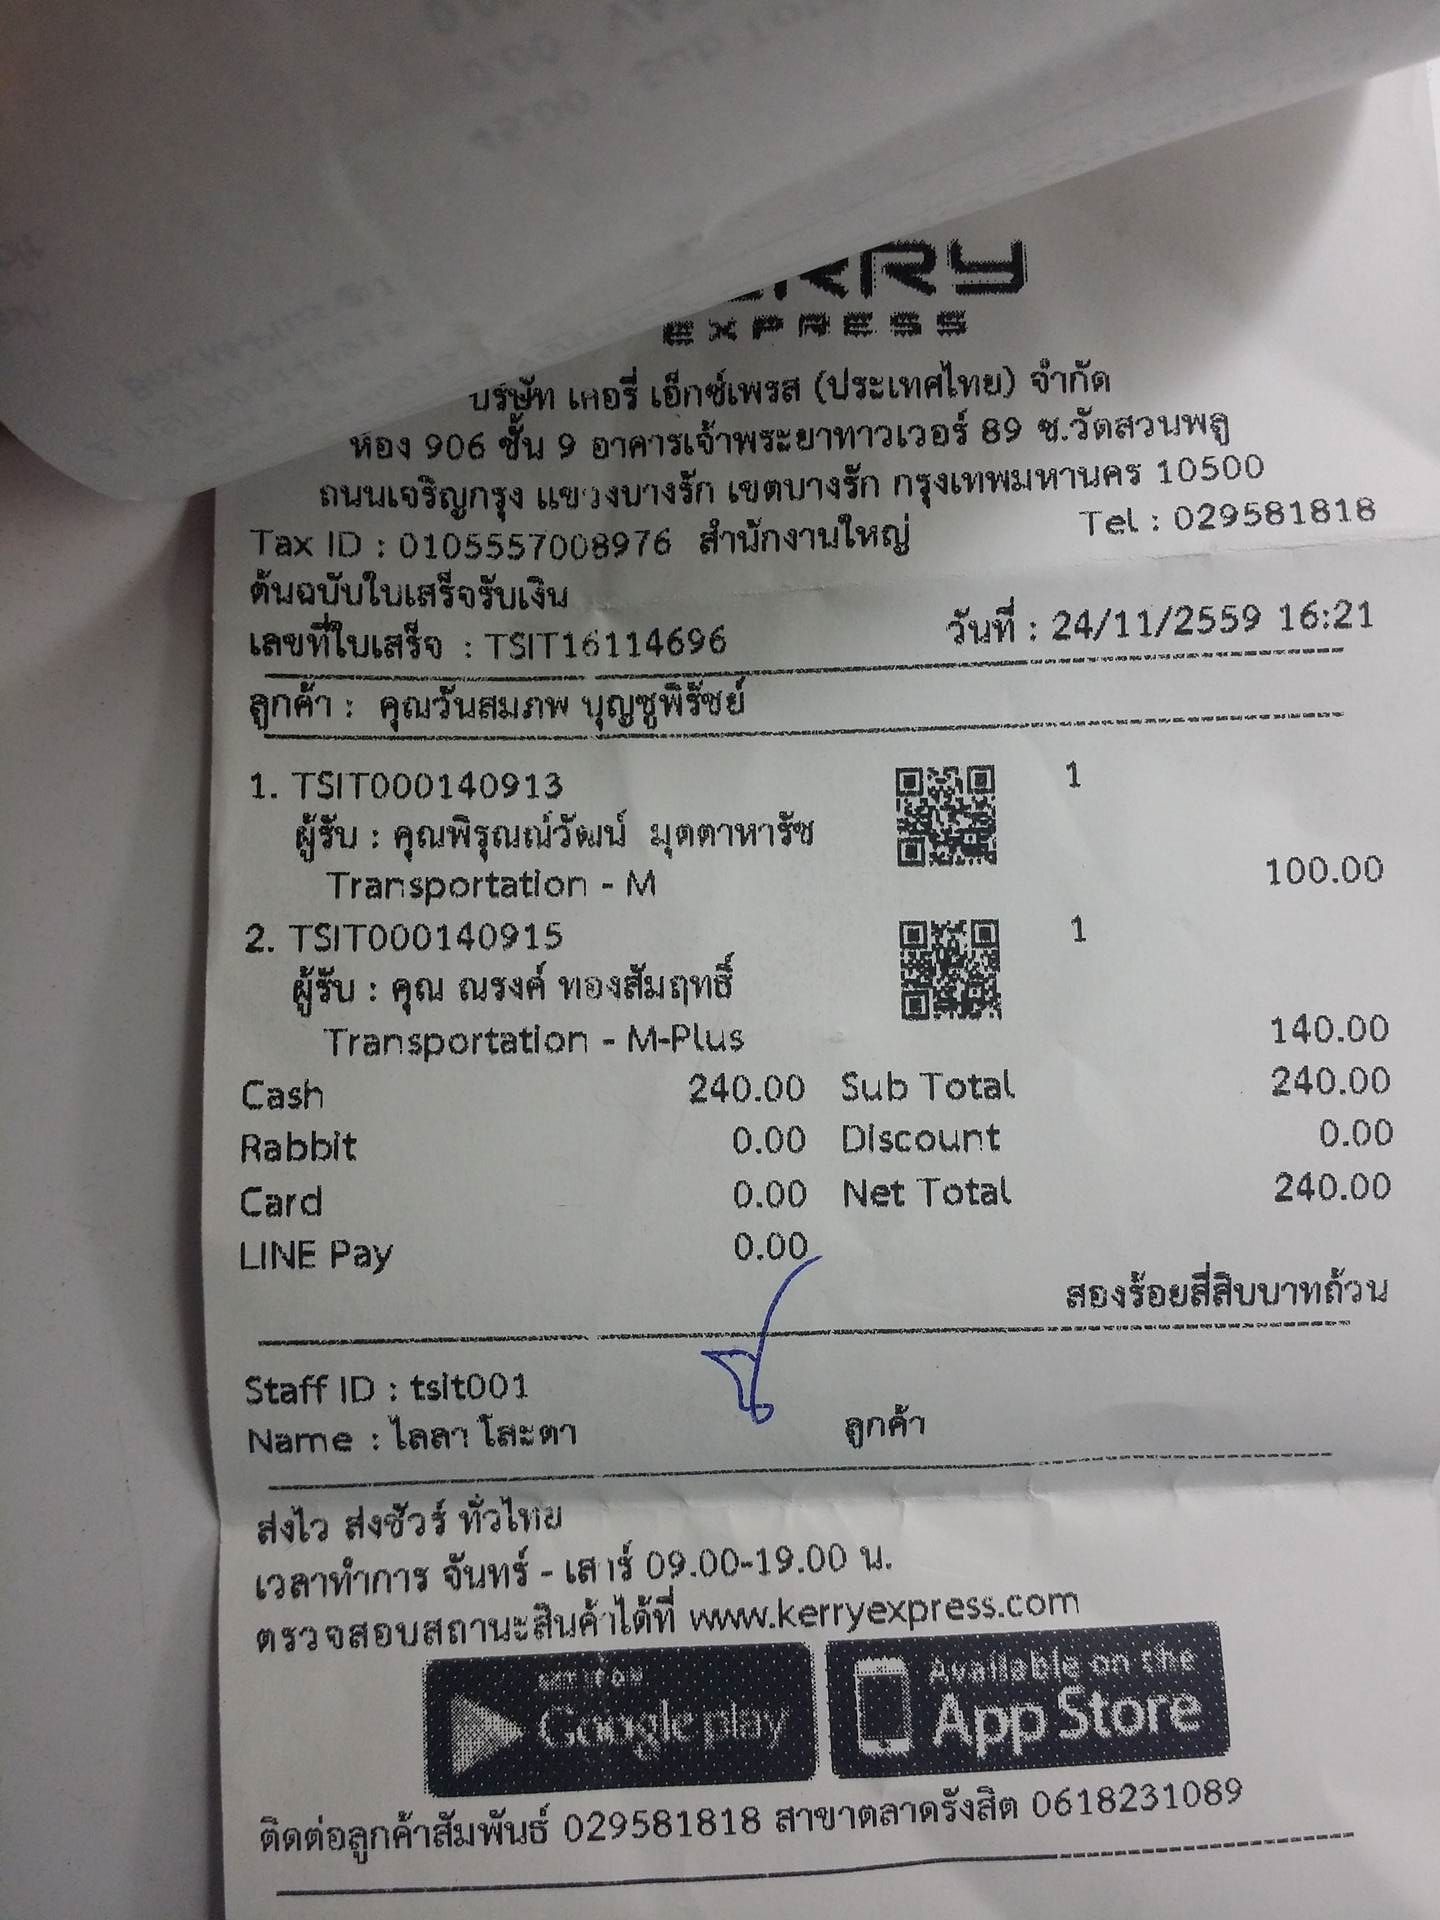 EXPRESS
บริษัท เคอรี่ เอ็กซ์เพรส (ประเทศไทย) จำกัด
ห้อง 906 ชั้น 9 อาคารเจ้าพระยาทาวเวอร์ 89 ซ.วัดสวนพลู
ถนนเจริญกรุง แขวงบางรัก เขตบางรัก กรุงเทพมหานคร 10500
Tax ID : 0105557008976 สำนักงานใหญ่ Tel : 029581818
ต้นฉบับใบเสร็จรับเงิน
เลขที่ใบเสร็จ : TSIT16114696 วันที่ : 24/11/2559 16:21
ลูกค้า : คุณวันสมภพ บุญชูพิรัชย์
1. TSIT000140913 1
ผู้รับ : คุณพิรุณณ์วัฒน์ มุตตาหารัช
Transportation - M 100.00
2. TSIT000140915 1
ผู้รับ : คุณ ณรงค์ ทองสัมฤทธิ์
Transportation - M-Plus 140.00
Cash 240.00 Sub Total 240.00
Rabbit 0.00 Discount 0.00
Card 0.00 Net Total 240.00
LINE Pay 0.00
สองร้อยสี่สิบบาทถ้วน
Staff ID : tsit001
Name : ไลลา โสะตา ลูกค้า
ส่งไว ส่งชัวร์ ทั่วไทย
เวลาทำการ จันทร์ - เสาร์ 09.00-19.00 น.
ตรวจสอบสถานะสินค้าได้ที่ www.kerryexpress.com
GET IT ON Available on the
Google play App Store
ติดต่อลูกค้าสัมพันธ์ 029581818 สาขาตลาดรังสิต 0618231089